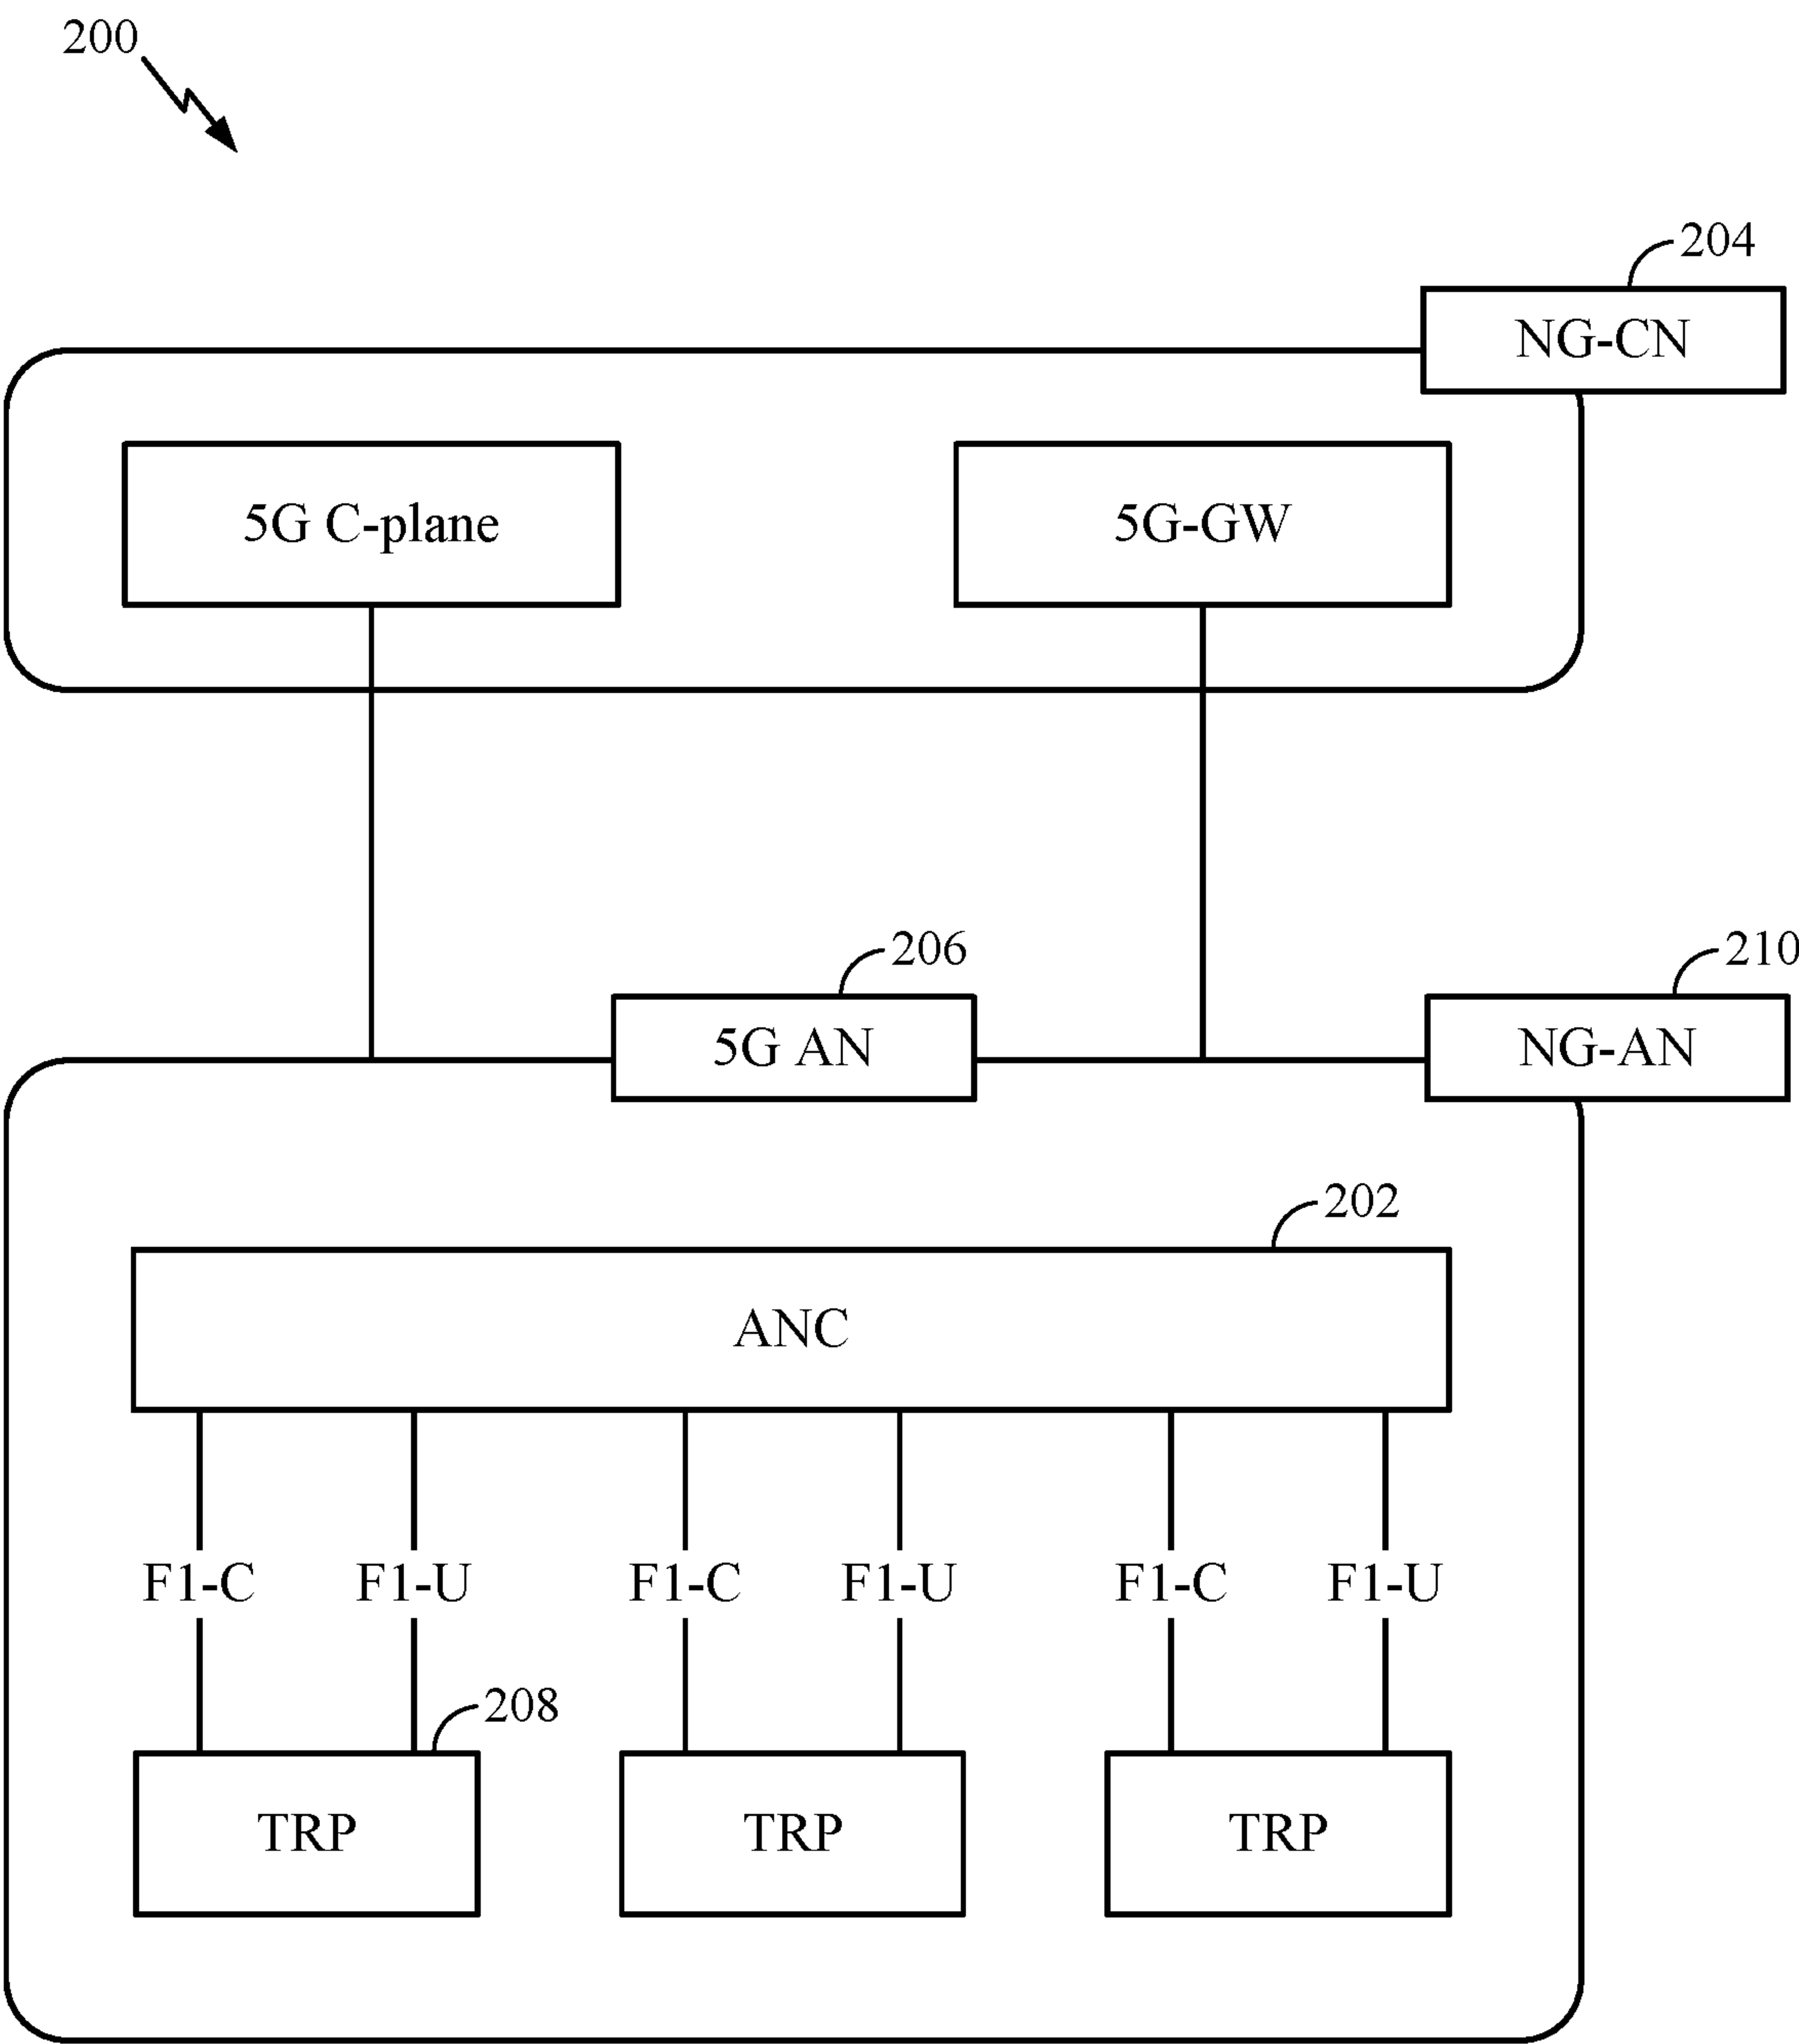 200
204
NG-CN
5G C-plane
5G-GW
206
210
5G AN
NG-AN
202
ANC
F1-C
F1-U
F1-C
F1-U
F1-C
F1-U
208
TRP
TRP
TRP